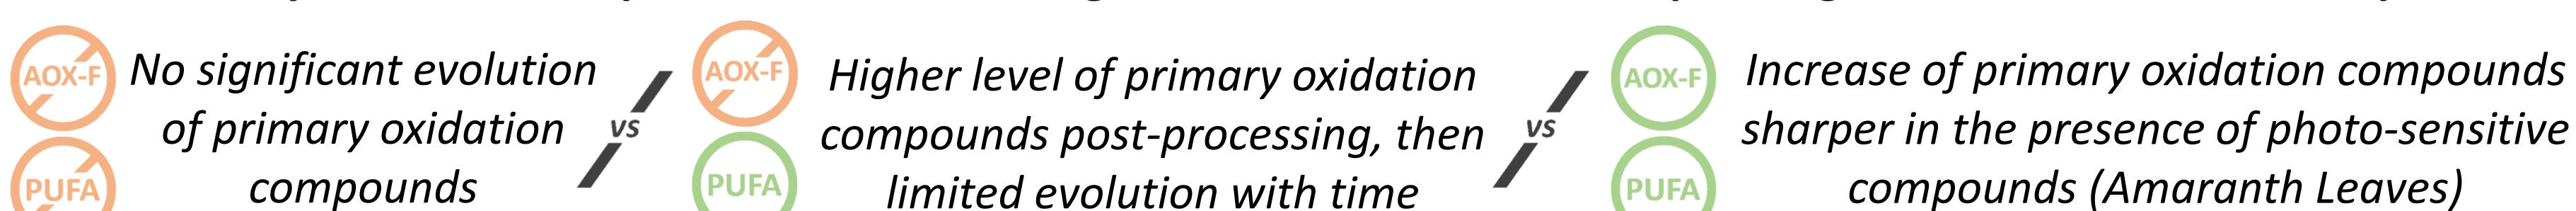 AOX-F
PUFA
No significant evolution
of primary oxidation
compounds
vs
AOX-F
PUFA
Higher level of primary oxidation
compounds post-processing, then
limited evolution with time
vs
AOX-F
PUFA
Increase of primary oxidation compounds
sharper in the presence of photo-sensitive
compounds (Amaranth Leaves)